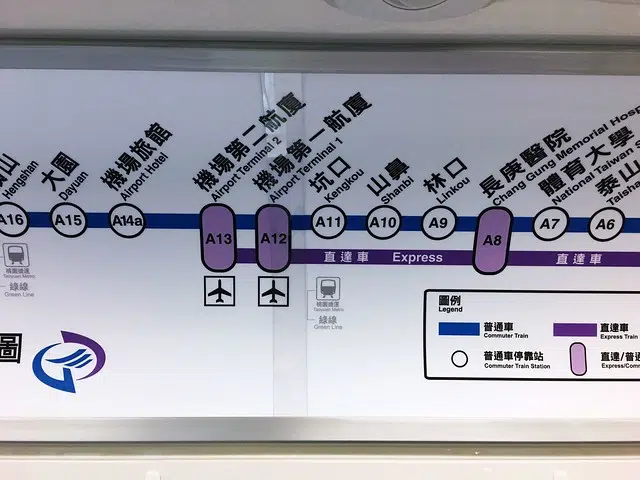 山
Hengshan
大園
Dayuan
機場旅館
Airport Hotel
機場第二航廈
Airport Terminal 2
機場第一航廈
Airport Terminal 1
坑口
Kengkou
山鼻
Shanbi
林口
Linkou
長庚醫院
Chang Gung Memorial Hosp
體育大學
National Taiwan S
泰山
Taish
A16
A15
A14a
A13
A12
A11
A10
A9
A8
A7
A6
直達車 Express
直達車
桃園捷運
Taoyuan Metro
綠線
Green Line
桃園捷運
Taoyuan Metro
綠線
Green Line
圖
圖例
Legend
普通車
Commuter Train
直達車
Express Train
普通車停靠站
Commuter Train Station
直達/普通
Express/Com